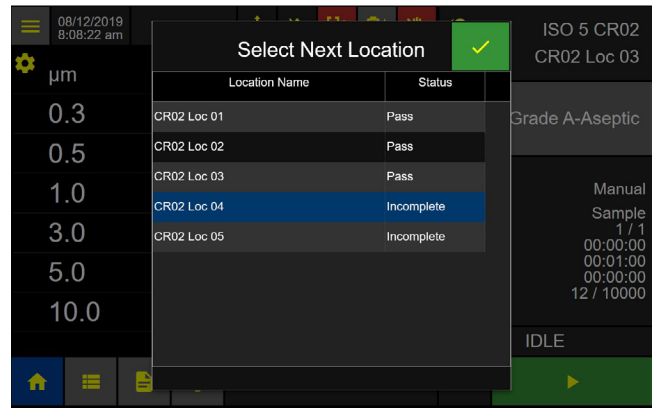 08/12/2019
8:08:22 am
ISO 5 CR02
CR02 Loc 03
Select Next Location
Location Name Status
CR02 Loc 01 Pass
CR02 Loc 02 Pass
CR02 Loc 03 Pass
CR02 Loc 04 Incomplete
CR02 Loc 05 Incomplete
µm
0.3
0.5
1.0
3.0
5.0
10.0
Grade A-Aseptic
Manual
Sample
1 / 1
00:00:00
00:01:00
00:00:00
12 / 10000
IDLE